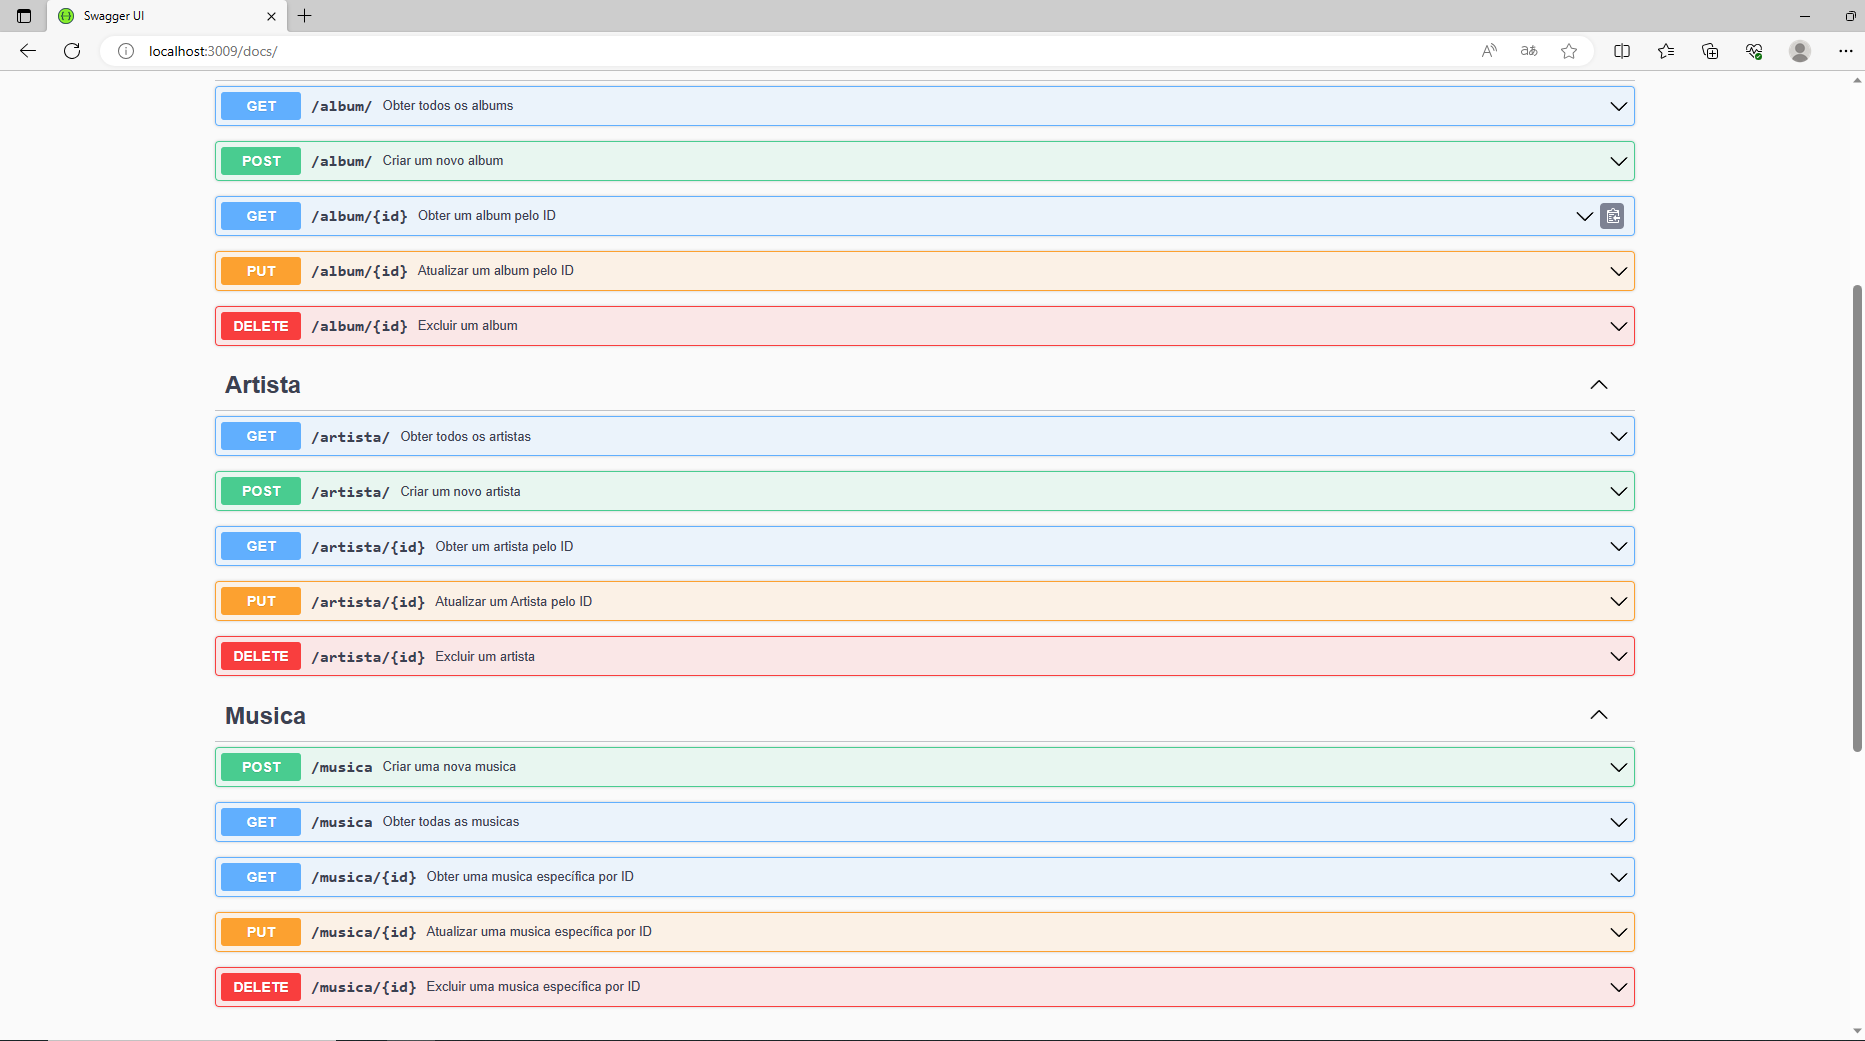 Swagger UI
localhost:3009/docs/
GET /album/ Obter todos os albums
POST /album/ Criar um novo album
GET /album/{id} Obter um album pelo ID
PUT /album/{id} Atualizar um album pelo ID
DELETE /album/{id} Excluir um album
Artista
GET /artista/ Obter todos os artistas
POST /artista/ Criar um novo artista
GET /artista/{id} Obter um artista pelo ID
PUT /artista/{id} Atualizar um Artista pelo ID
DELETE /artista/{id} Excluir um artista
Musica
POST /musica Criar uma nova musica
GET /musica Obter todas as musicas
GET /musica/{id} Obter uma musica específica por ID
PUT /musica/{id} Atualizar uma musica específica por ID
DELETE /musica/{id} Excluir uma musica específica por ID